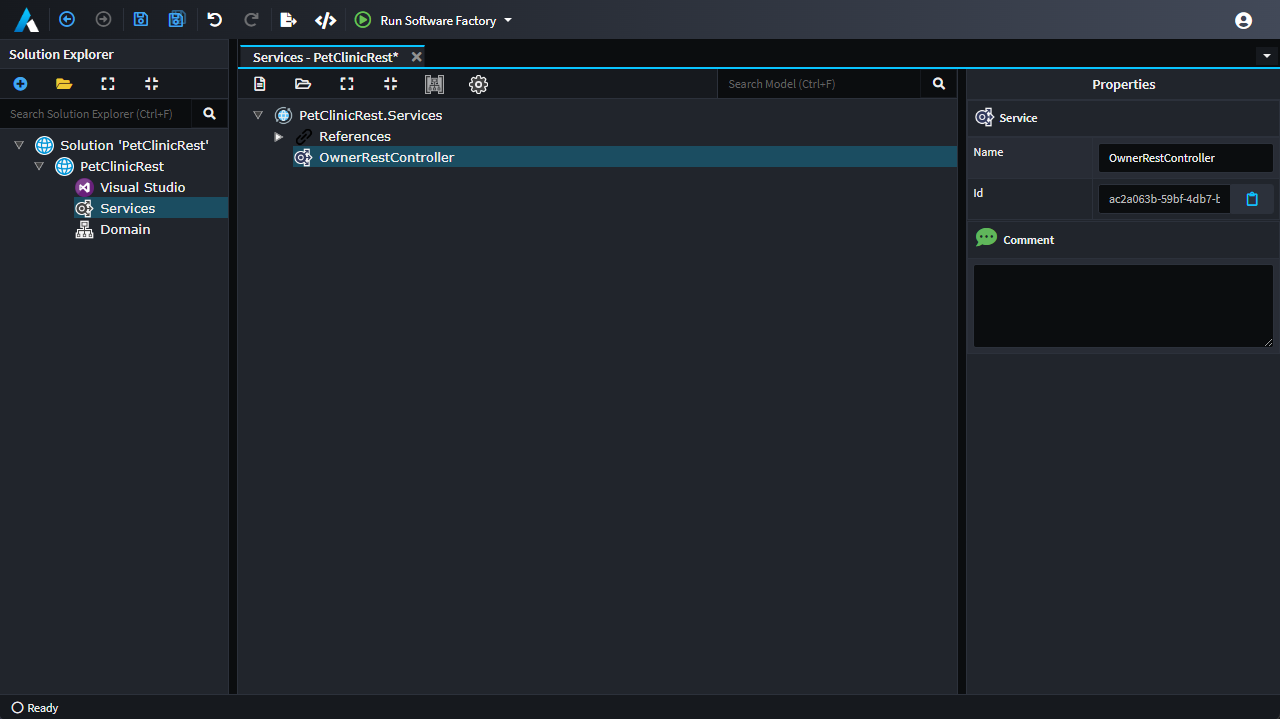 Run Software Factory
Solution Explorer
Search Solution Explorer (Ctrl+F)
Solution 'PetClinicRest'
PetClinicRest
Visual Studio
Services
Domain
Services - PetClinicRest*
Search Model (Ctrl+F)
PetClinicRest.Services
References
OwnerRestController
Properties
Service
Name
OwnerRestController
Id
ac2a063b-59bf-4db7-b
Comment
Ready